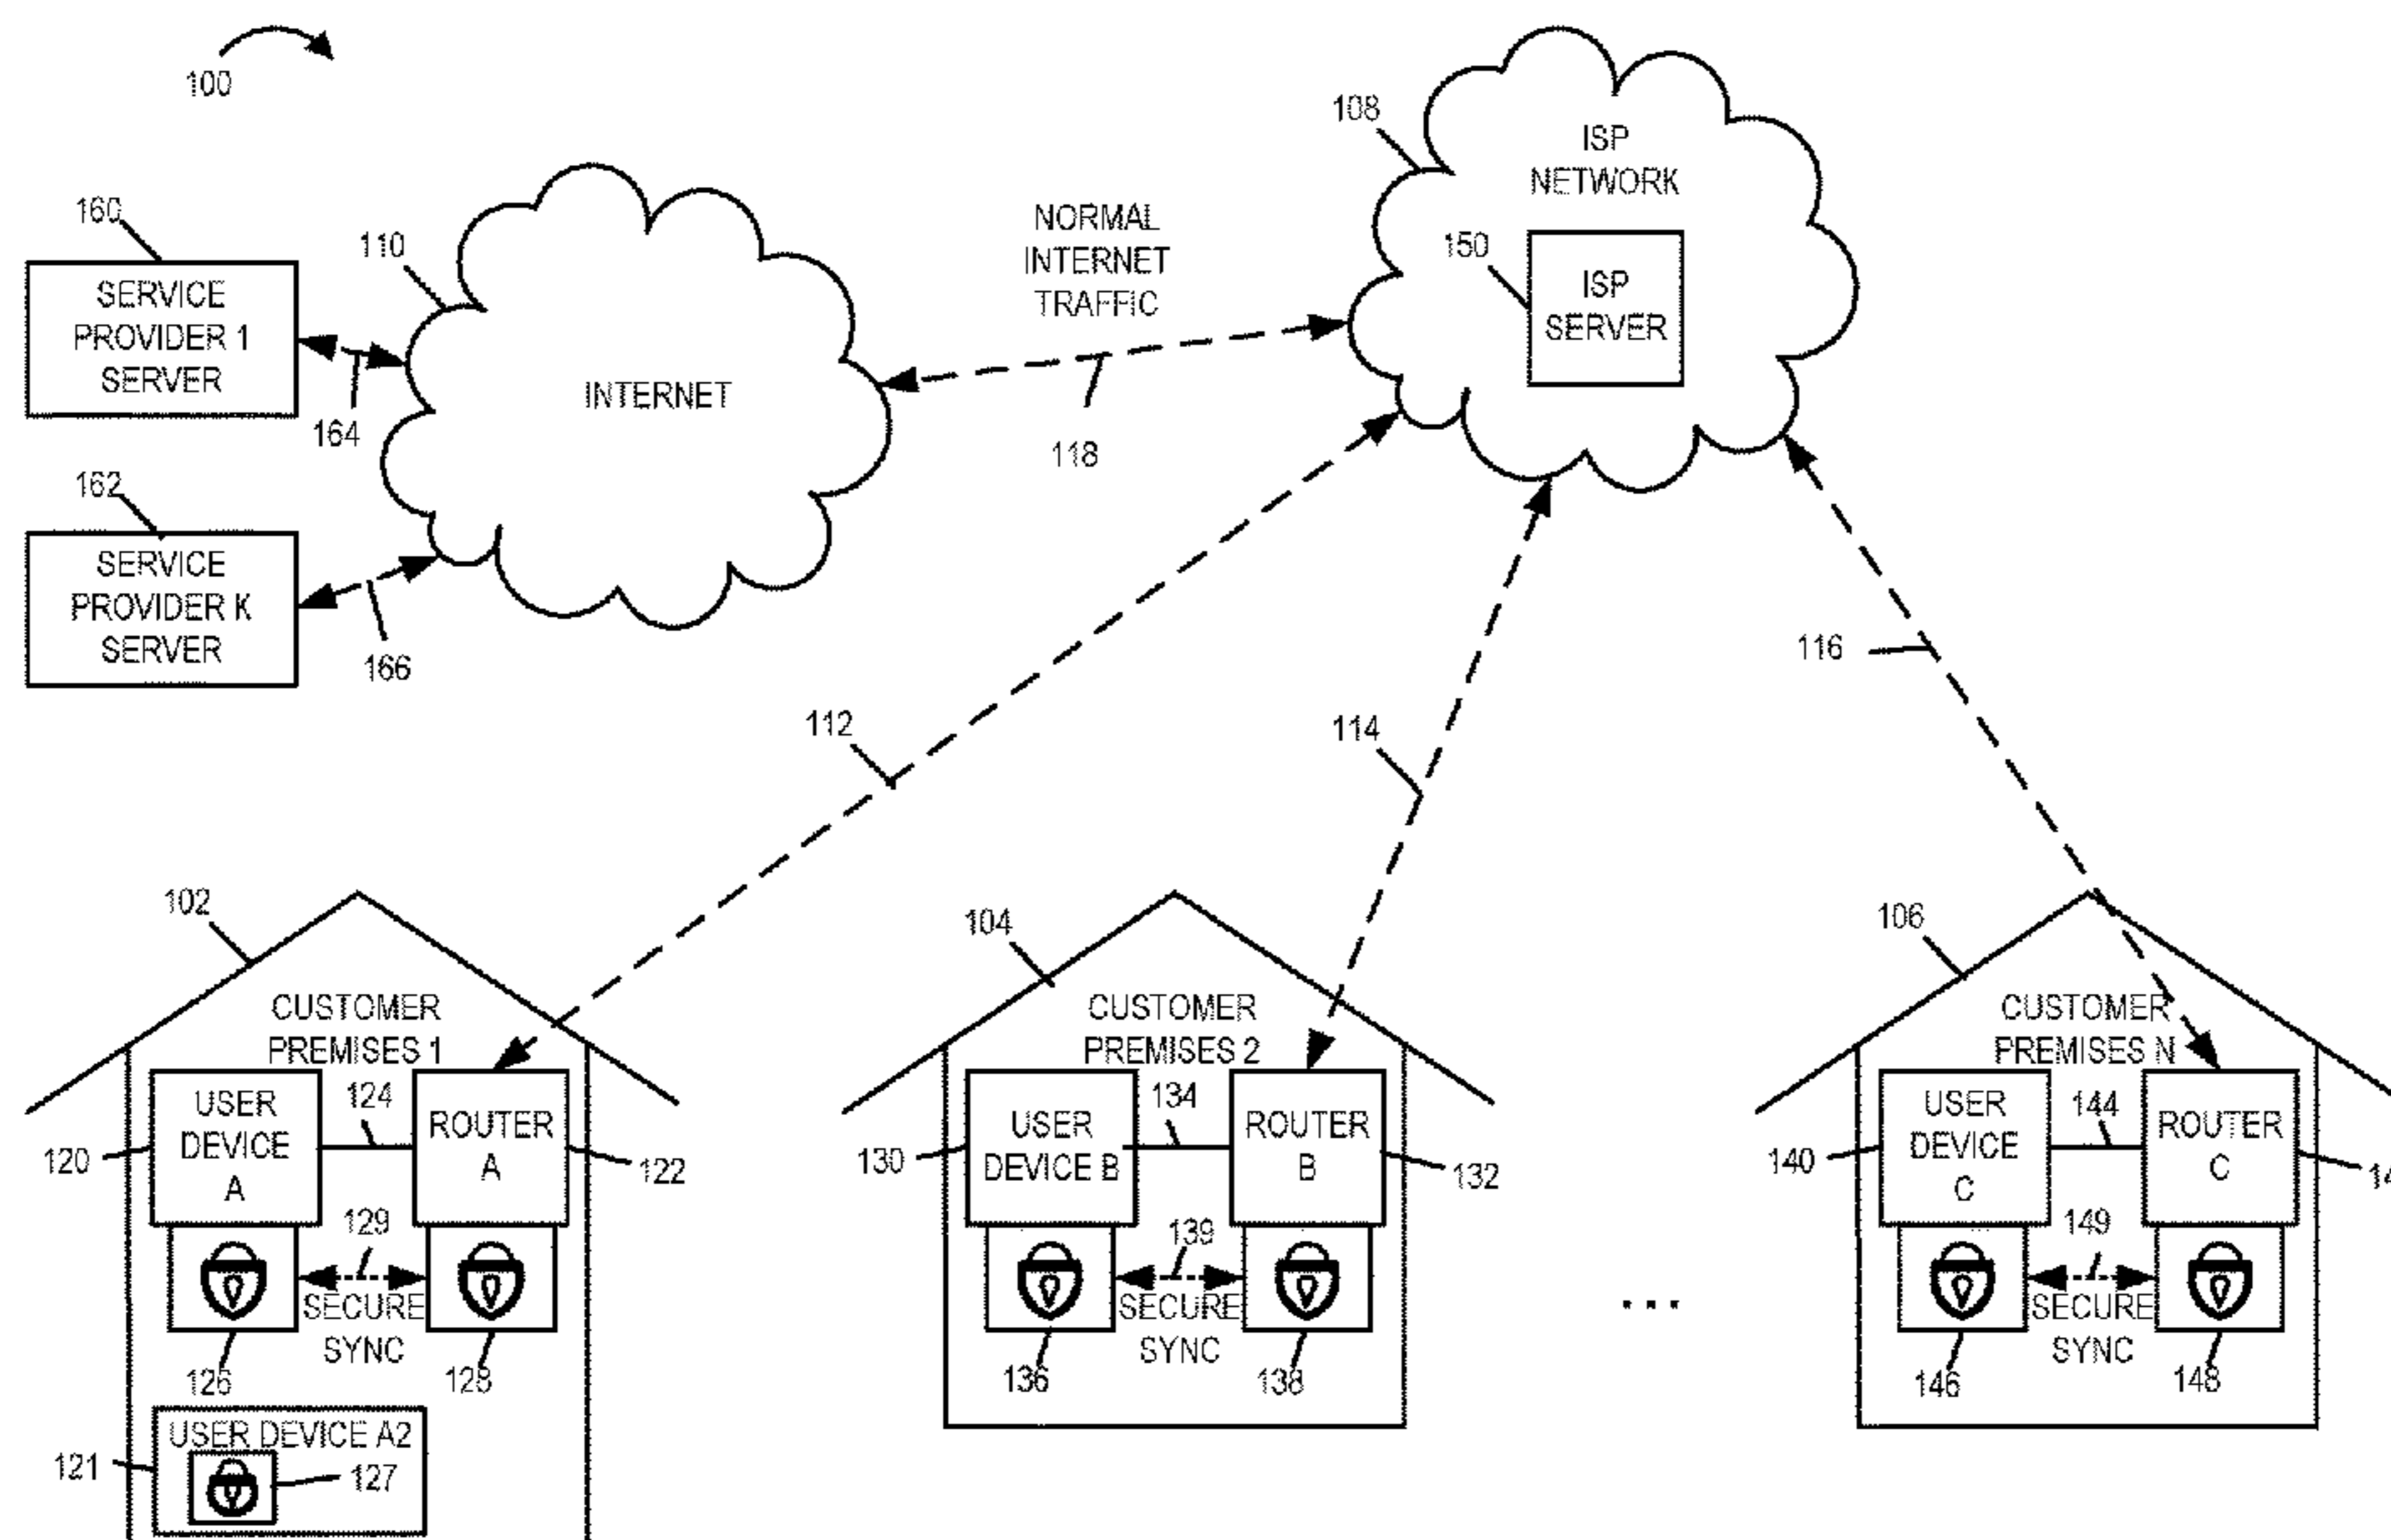 100
108
ISP
NETWORK
150
ISP
SERVER
160
110
NORMAL
INTERNET
TRAFFIC
SERVICE
PROVIDER 1
SERVER
164
INTERNET
118
162
SERVICE
PROVIDER K
SERVER
166
112
114
116
102
CUSTOMER
PREMISES 1
USER
DEVICE
A
124
ROUTER
A
120
122
129
SECURE
SYNC
126
128
USER DEVICE A2
121
127
104
CUSTOMER
PREMISES 2
USER
DEVICE B
134
ROUTER
B
130
132
139
SECURE
SYNC
136
138
...
106
CUSTOMER
PREMISES N
USER
DEVICE
C
144
ROUTER
C
140
149
SECURE
SYNC
146
148